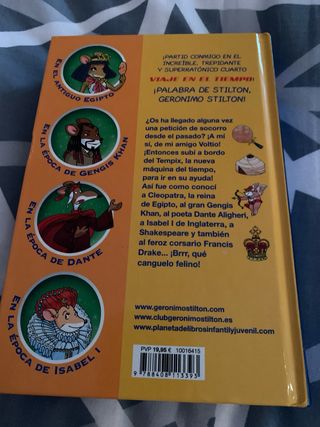 ¡PARTID CONMIGO EN EL
INCREÍBLE, TREPIDANTE
Y SUPERRATÓNICO CUARTO
VIAJE EN EL TIEMPO!
¡PALABRA DE STILTON,
GERONIMO STILTON!
¿Os ha llegado alguna vez
una petición de socorro
desde el pasado? ¡A mí
sí, de mi amigo Voltio!
¡Entonces subí a bordo
del Tempix, la nueva
máquina del tiempo,
para ir en su ayuda!
Así fue como conocí
a Cleopatra, la reina
de Egipto, al gran Gengis
Khan, al poeta Dante Aligheri,
a Isabel I de Inglaterra, a
Shakespeare y también
al feroz corsario Francis
Drake... ¡Brrr, qué
canguelo felino!
EN EL ANTIGUO EGIPTO
EN LA ÉPOCA DE GENGIS KHAN
EN LA ÉPOCA DE DANTE
EN LA ÉPOCA DE ISABEL I
www.geronimostilton.com
www.clubgeronimostilton.es
www.planetadelibrosinfantilyjuvenil.com
PVP 19,95 € 10016415
9 788408 113393